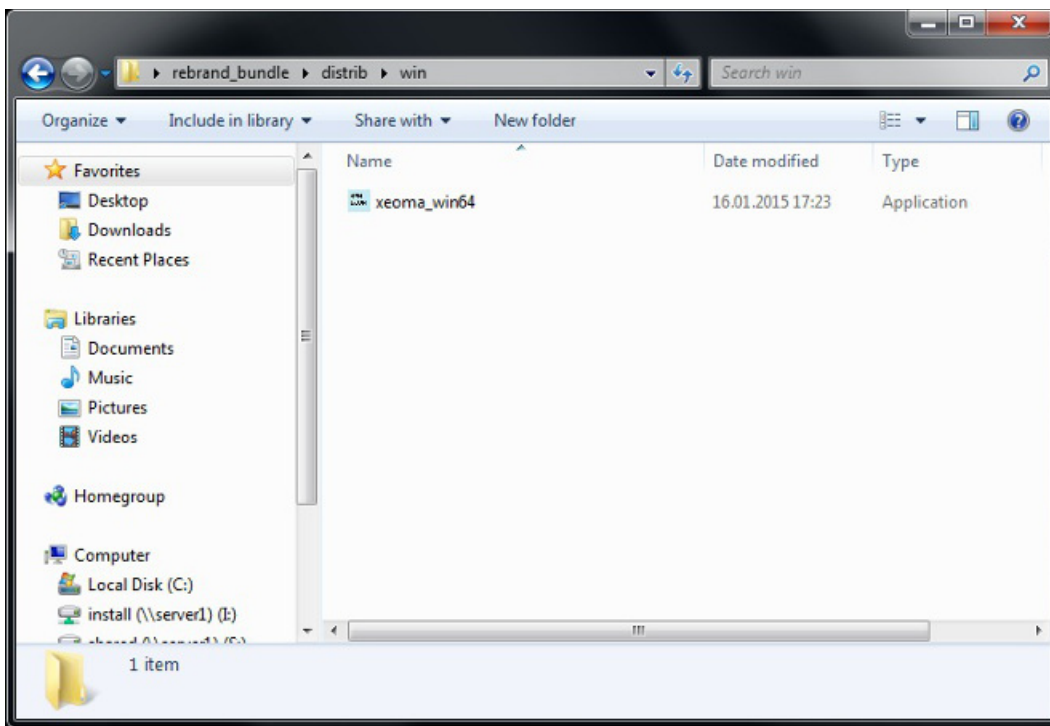 rebrand_bundle distrib win Search win
Organize Include in library Share with New folder
Name Date modified Type
xeoma_win64 16.01.2015 17:23 Application
Favorites
Desktop
Downloads
Recent Places
Libraries
Documents
Music
Pictures
Videos
Homegroup
Computer
Local Disk (C:)
install (\\server1) (I:)
1 item